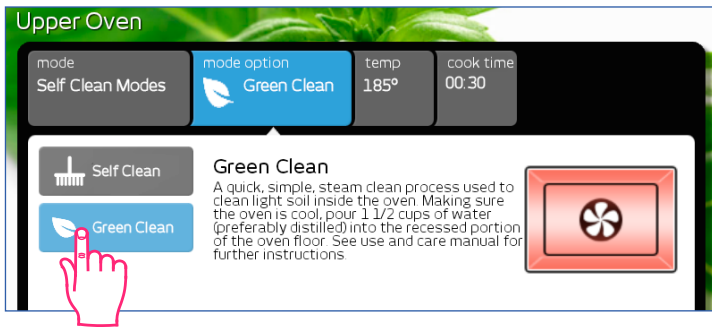 Upper Oven
mode
Self Clean Modes
mode option
Green Clean
temp
185°
cook time
00:30
Self Clean
Green Clean
Green Clean
A quick, simple, steam clean process used to
clean light soil inside the oven. Making sure
the oven is cool, pour 1 1/2 cups of water
(preferably distilled) into the recessed portion
of the oven floor. See use and care manual for
further instructions